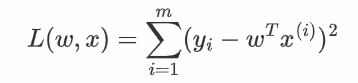 L(w, x) = \sum_{i=1}^{m} (y_i - w^T x^{(i)})^2